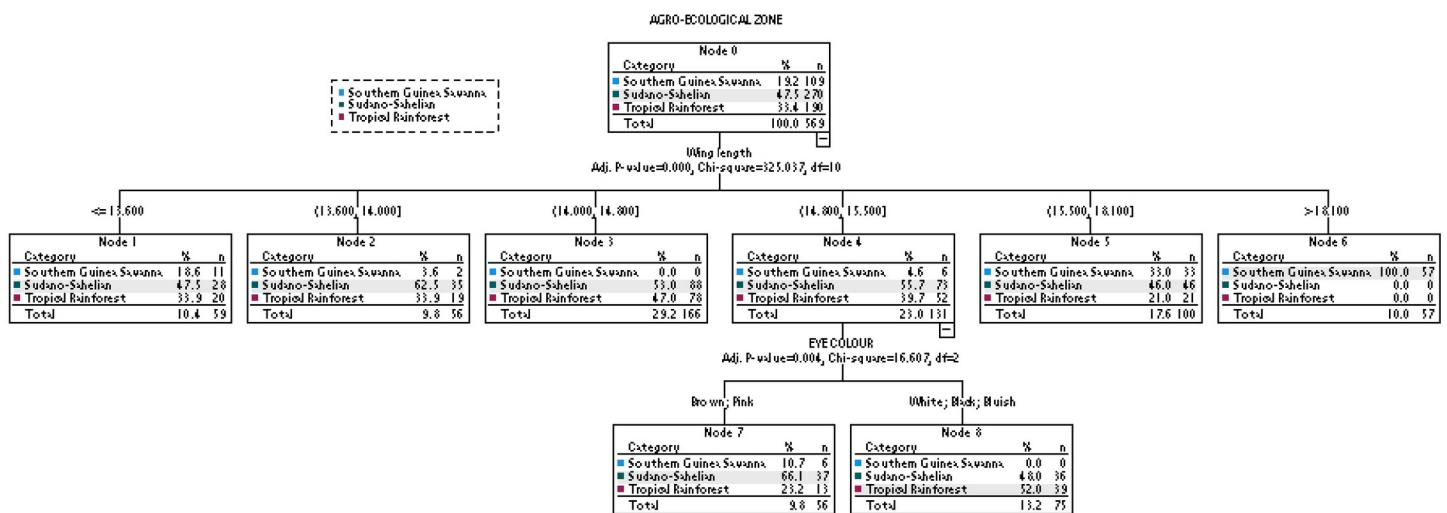 AGRO-ECOLOGICAL ZONE
Southern Guinea Savanna
Sudano-Sahelian
Tropical Rainforest
Node 0
Category % n
Southern Guinea Savanna 19.2 109
Sudano-Sahelian 47.5 270
Tropical Rainforest 33.4 190
Total 100.0 569
Wing length
Adj. P-value=0.000, Chi-square=325.037, df=10
<= 13.600
(13.600, 14.000]
(14.000, 14.800]
(14.800, 15.500]
(15.500, 18.100]
> 18.100
Node 1
Category % n
Southern Guinea Savanna 18.6 11
Sudano-Sahelian 47.5 28
Tropical Rainforest 33.9 20
Total 10.4 59
Node 2
Category % n
Southern Guinea Savanna 3.6 2
Sudano-Sahelian 62.5 35
Tropical Rainforest 33.9 19
Total 9.8 56
Node 3
Category % n
Southern Guinea Savanna 0.0 0
Sudano-Sahelian 53.0 88
Tropical Rainforest 47.0 78
Total 29.2 166
Node 4
Category % n
Southern Guinea Savanna 4.6 6
Sudano-Sahelian 55.7 73
Tropical Rainforest 39.7 52
Total 23.0 131
Node 5
Category % n
Southern Guinea Savanna 33.0 33
Sudano-Sahelian 46.0 46
Tropical Rainforest 21.0 21
Total 17.6 100
Node 6
Category % n
Southern Guinea Savanna 100.0 57
Sudano-Sahelian 0.0 0
Tropical Rainforest 0.0 0
Total 10.0 57
EYE COLOUR
Adj. P-value=0.004, Chi-square=16.607, df=2
Brown; Pink
White; Black; Bluish
Node 7
Category % n
Southern Guinea Savanna 10.7 6
Sudano-Sahelian 66.1 37
Tropical Rainforest 23.2 13
Total 9.8 56
Node 8
Category % n
Southern Guinea Savanna 0.0 0
Sudano-Sahelian 48.0 36
Tropical Rainforest 52.0 39
Total 13.2 75